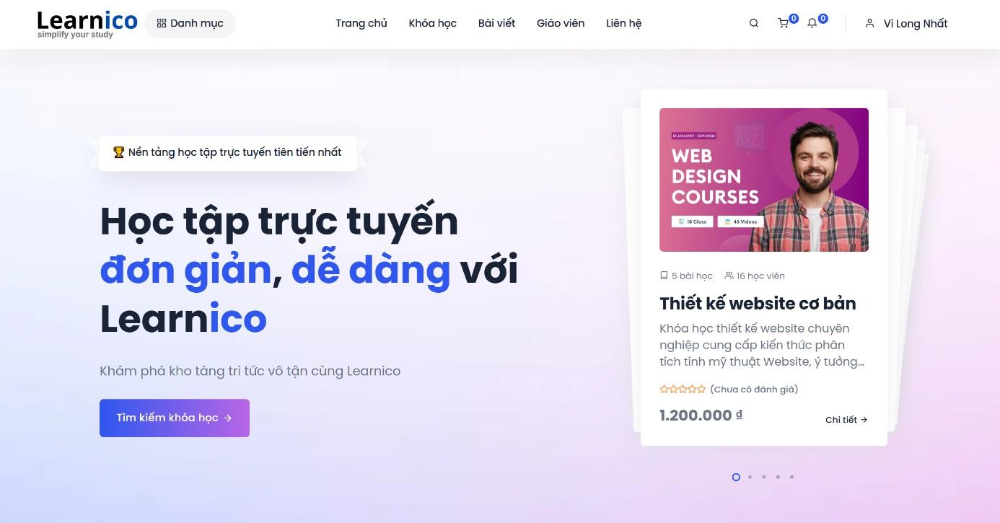 Learnico
simplify your study
Danh mục
Trang chủ
Khóa học
Bài viết
Giáo viên
Liên hệ
0
0
Vi Long Nhất
Nền tảng học tập trực tuyến tiên tiến nhất
Học tập trực tuyến
đơn giản, dễ dàng với
Learnico
Khám phá kho tàng tri tức vô tận cùng Learnico
Tìm kiếm khóa học →
01 JANUARY - 15 MARCH
A to Z
WEB
DESIGN
COURSES
18 Class
45 Videos
5 bài học
16 học viên
Thiết kế website cơ bản
Khóa học thiết kế website chuyên
nghiệp cung cấp kiến thức phân
tích tính mỹ thuật Website, ý tưởng...
(Chưa có đánh giá)
1.200.000 ₫
Chi tiết →